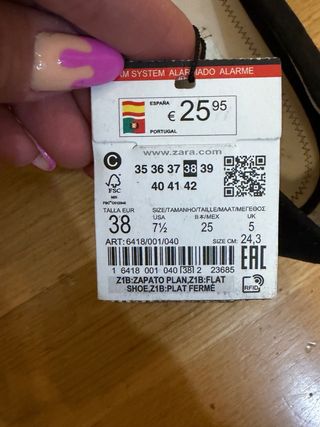 AM SYSTEM ALARMADO ALARME
ESPAÑA
€ 25 95
PORTUGAL
www.zara.com
C
35 36 37 38 39
40 41 42
FSC
MIX
TALLA EUR SIZE/TAMANHO/TAILLE/MAAT/ΜΕΓΕΘΟΣ
USA MEX UK
38 7½ 25 5
ART: 6418/001/040 SIZE CM: 24,3
1 6418 001 040 38 2 23685
EAC
Z1B:ZAPATO PLAN,Z1B:FLAT
SHOE,Z1B:PLAT FERMÉ
RFID